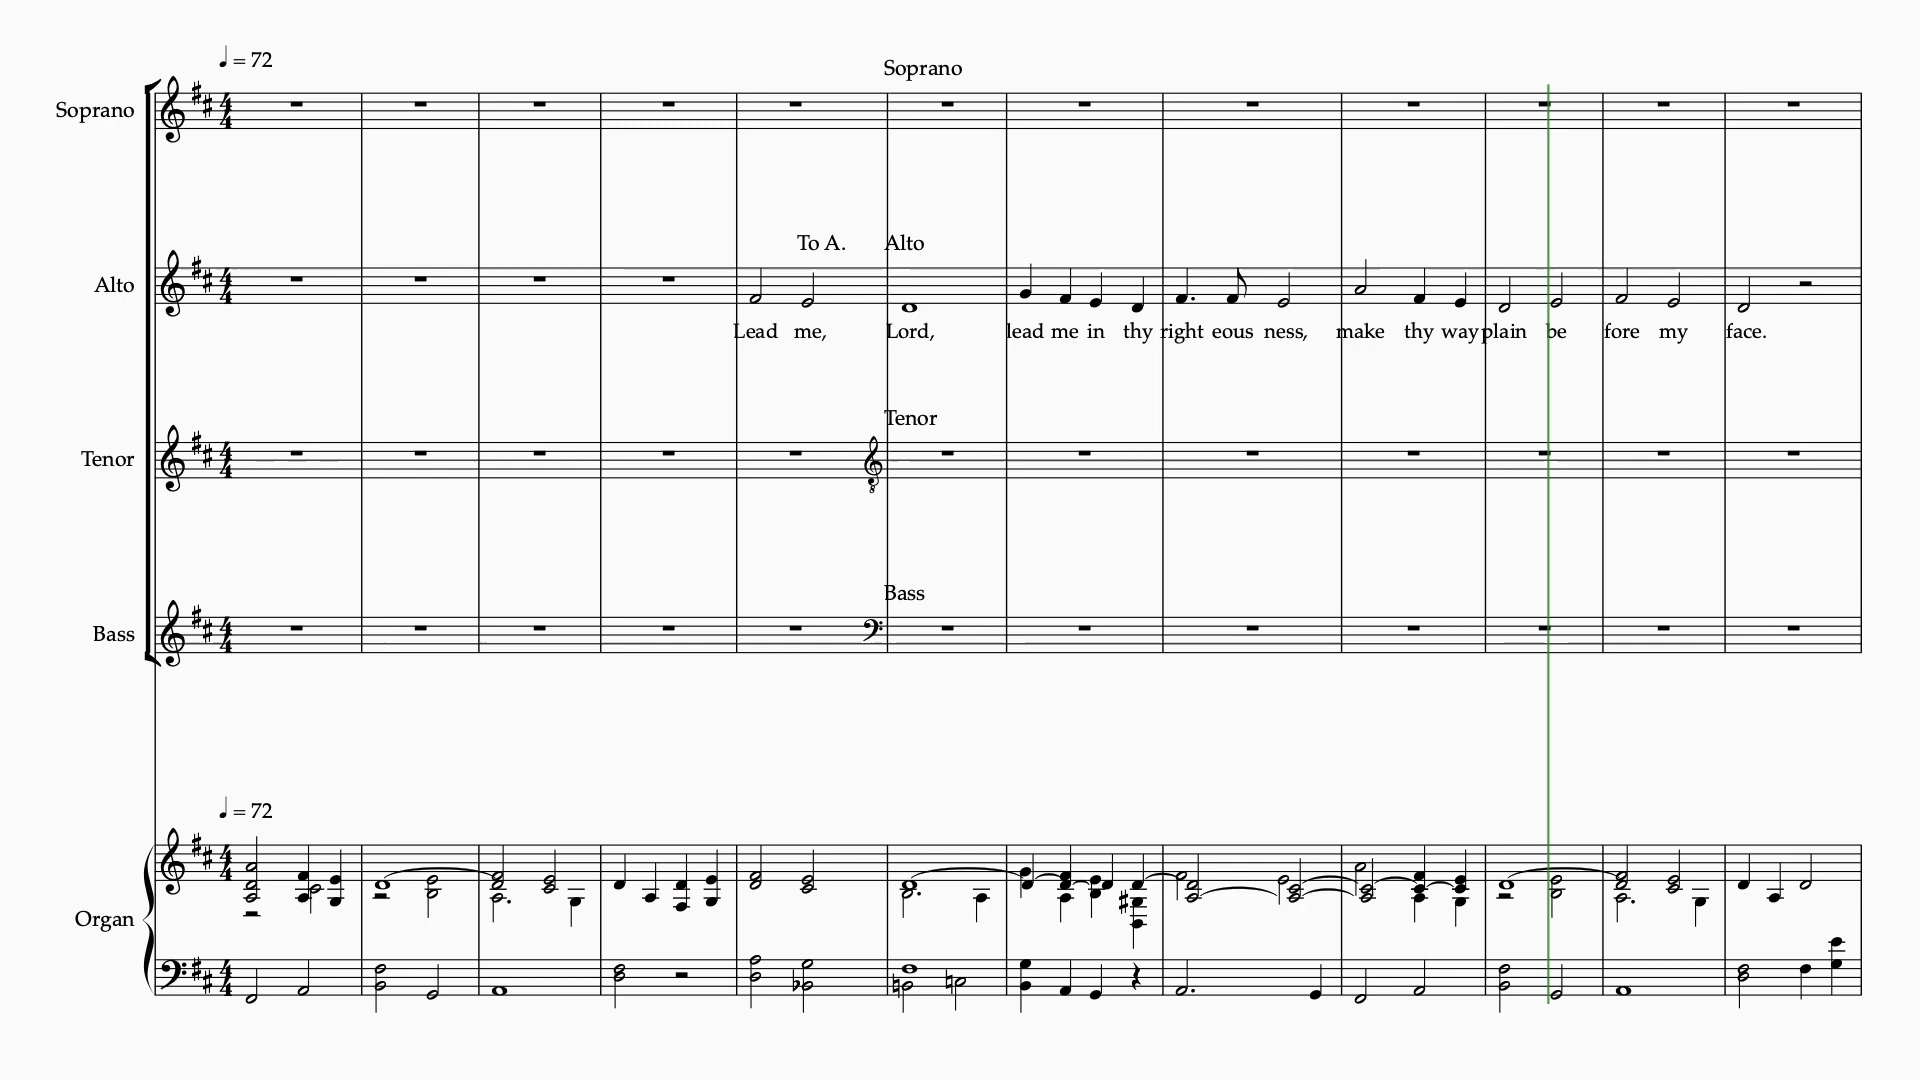 ♩ = 72
Soprano
Soprano
To A. Alto
Alto
Lead me, Lord, lead me in thy right eous ness, make thy way plain be fore my face.
Tenor
Tenor
Bass
Bass
♩ = 72
Organ